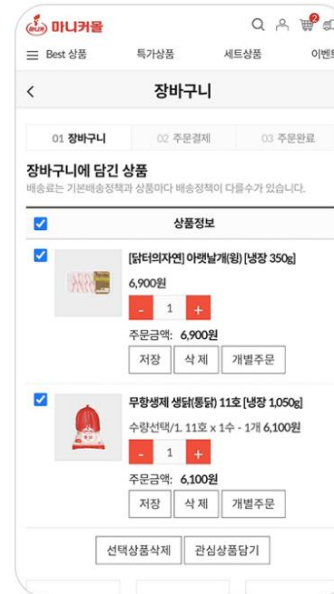 마니커몰
2
Best 상품 특가상품 세트상품 이벤트
장바구니
01 장바구니 02 주문결제 03 주문완료
장바구니에 담긴 상품
배송료는 기본배송정책과 상품마다 배송정책이 다를수가 있습니다.
상품정보
[닭터의자연] 아랫날개(윙) [냉장 350g]
6,900원
- 1 +
주문금액: 6,900원
저장 삭제 개별주문
무항생제 생닭(통닭) 11호 [냉장 1,050g]
수량선택/1. 11호 x 1수 - 1개 6,100원
- 1 +
주문금액: 6,100원
저장 삭제 개별주문
선택상품삭제 관심상품담기